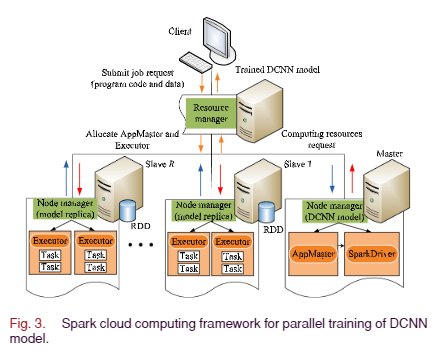 Client
Submit job request
(program code and data)
Trained DCNN model
Resource
manager
Allocate AppMaster and
Executor
Computing resources
request
Slave R
Slave 1
Master
Node manager
(model replica)
RDD
Node manager
(model replica)
RDD
Node manager
(DCNN model)
Executor
Executor
Task
Task
Task
Task
Executor
Executor
Task
Task
Task
Task
AppMaster
SparkDriver
Fig. 3. Spark cloud computing framework for parallel training of DCNN
model.